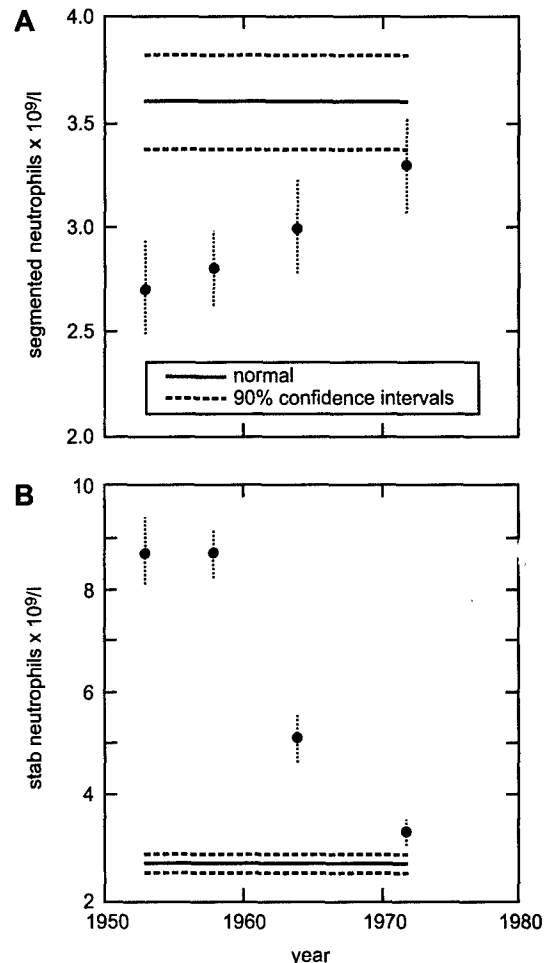 A
4.0
3.5
3.0
2.5
2.0
segmented neutrophils x 10⁹/l
normal
90% confidence intervals
B
10
8
6
4
2
stab neutrophils x 10⁹/l
1950 1960 1970 1980
year